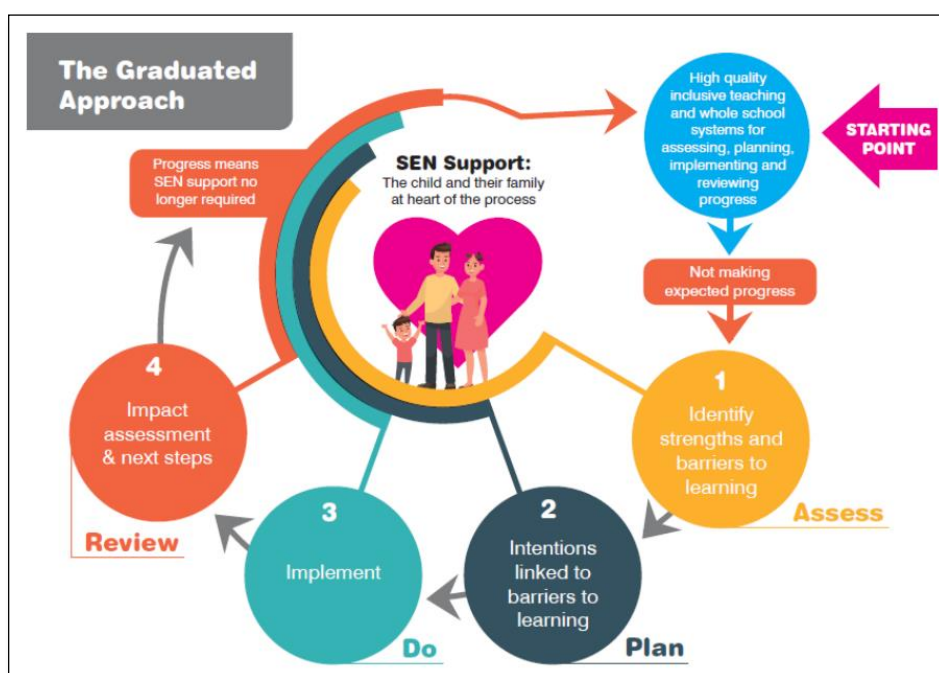 The Graduated
Approach
High quality
inclusive teaching
and whole school
systems for
assessing, planning,
implementing and
reviewing
progress
STARTING
POINT
Progress means
SEN support no
longer required
SEN Support:
The child and their family
at heart of the process
Not making
expected progress
1
Identify
strengths and
barriers to
learning
Assess
2
Intentions
linked to
barriers to
learning
Plan
3
Implement
Do
4
Impact
assessment
& next steps
Review